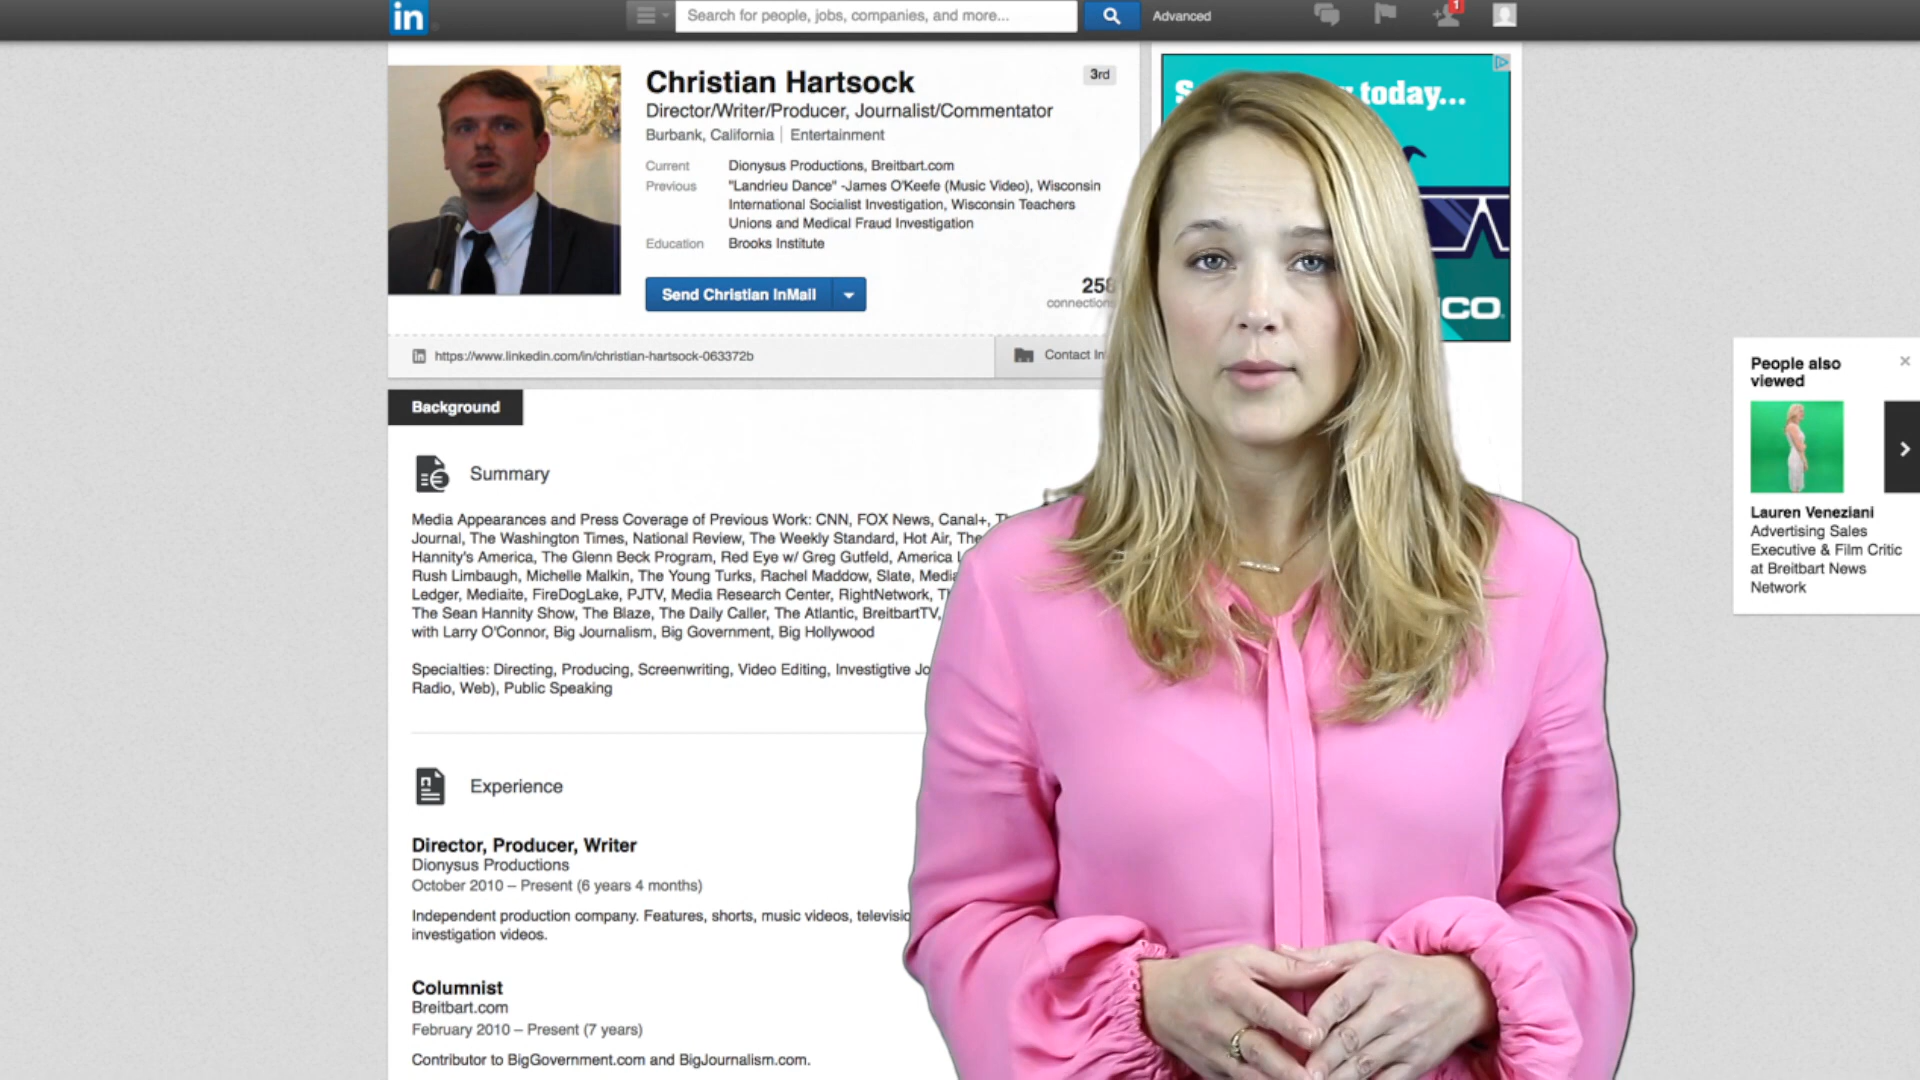 in
Search for people, jobs, companies, and more...
Advanced
1
Christian Hartsock
3rd
Director/Writer/Producer, Journalist/Commentator
Burbank, California | Entertainment
Current Dionysus Productions, Breitbart.com
Previous "Landrieu Dance" -James O'Keefe (Music Video), Wisconsin
International Socialist Investigation, Wisconsin Teachers
Unions and Medical Fraud Investigation
Education Brooks Institute
Send Christian InMail
258
connections
https://www.linkedin.com/in/christian-hartsock-063372b
Contact In
today...
CO
Background
Summary
Media Appearances and Press Coverage of Previous Work: CNN, FOX News, Canal+,
Journal, The Washington Times, National Review, The Weekly Standard, Hot Air, The
Hannity's America, The Glenn Beck Program, Red Eye w/ Greg Gutfeld, America
Rush Limbaugh, Michelle Malkin, The Young Turks, Rachel Maddow, Slate, Media
Ledger, Mediaite, FireDogLake, PJTV, Media Research Center, RightNetwork,
The Sean Hannity Show, The Blaze, The Daily Caller, The Atlantic, BreitbartTV,
with Larry O'Connor, Big Journalism, Big Government, Big Hollywood
Specialties: Directing, Producing, Screenwriting, Video Editing, Investigtive Jo
Radio, Web), Public Speaking
Experience
Director, Producer, Writer
Dionysus Productions
October 2010 – Present (6 years 4 months)
Independent production company. Features, shorts, music videos, televisio
investigation videos.
Columnist
Breitbart.com
February 2010 – Present (7 years)
Contributor to BigGovernment.com and BigJournalism.com.
People also
viewed
Lauren Veneziani
Advertising Sales
Executive & Film Critic
at Breitbart News
Network